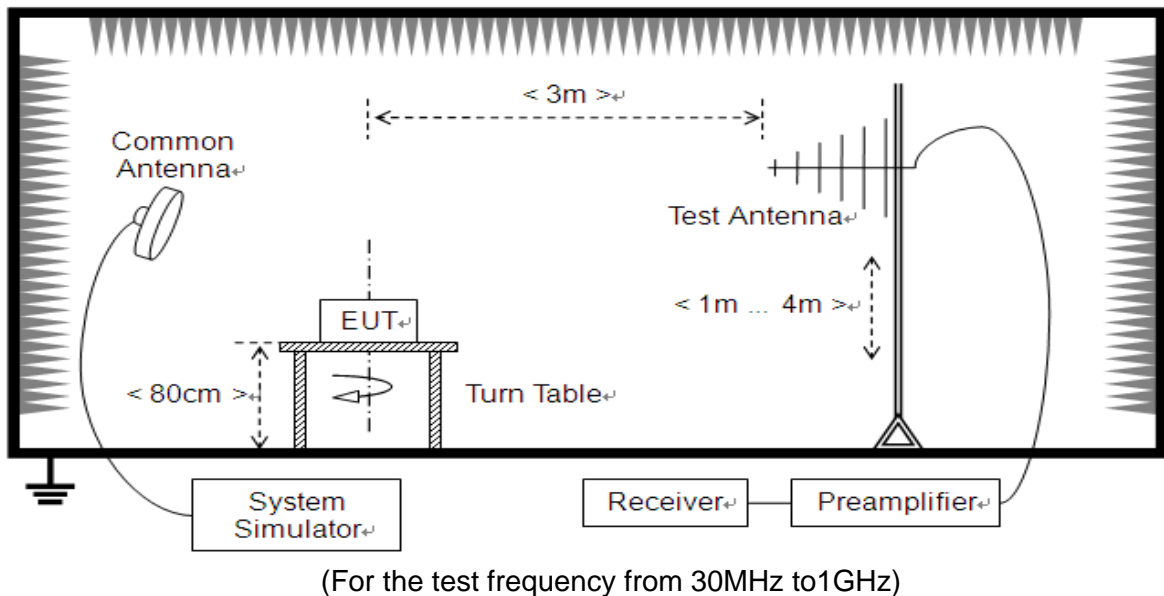 < 3m >↵
Common
Antenna↵
Test Antenna↵
< 1m ... 4m >↵
EUT↵
< 80cm >↵
Turn Table↵
System
Simulator↵
Receiver↵
Preamplifier↵
(For the test frequency from 30MHz to1GHz)